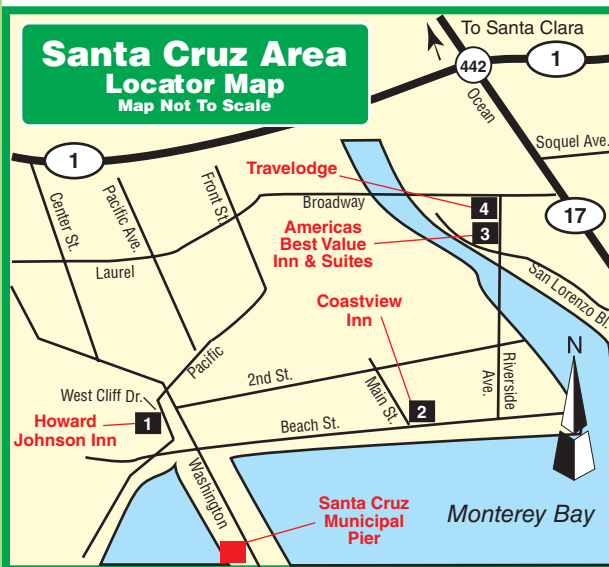 Santa Cruz Area
Locator Map
Map Not To Scale
To Santa Clara
442
1
Ocean
Soquel Ave.
1
17
Center St.
Pacific Ave.
Front St.
Travelodge
Broadway
4
3
Americas
Best Value
Inn & Suites
Laurel
San Lorenzo Bl.
Coastview
Inn
N
Pacific
2nd St.
Main St.
Riverside
Ave.
West Cliff Dr.
1
2
Howard
Johnson Inn
Beach St.
Washington
Santa Cruz
Municipal
Pier
Monterey Bay